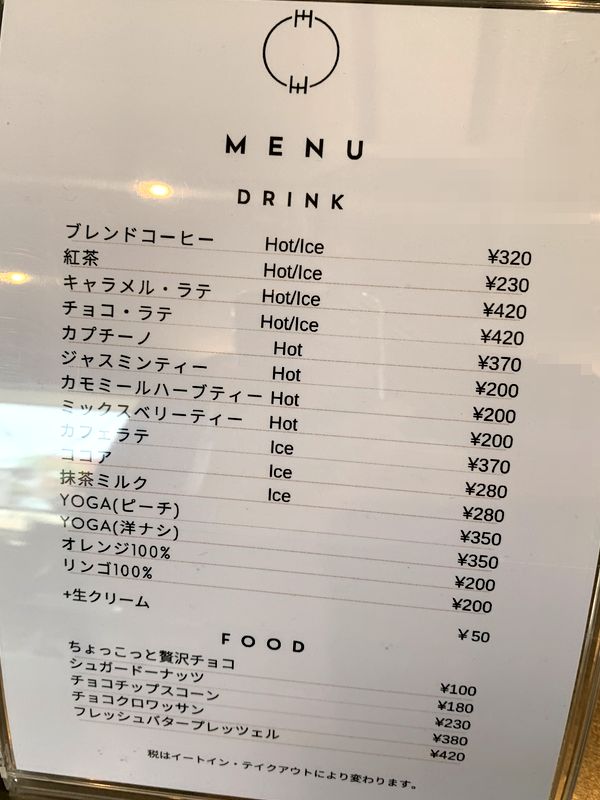 MENU
DRINK
ブレンドコーヒー Hot/Ice ¥320
紅茶 Hot/Ice ¥230
キャラメル・ラテ Hot/Ice ¥420
チョコ・ラテ Hot/Ice ¥420
カプチーノ Hot ¥370
ジャスミンティー Hot ¥200
カモミールハーブティー Hot ¥200
ミックスベリーティー Hot ¥200
カフェラテ Ice ¥370
ココア Ice ¥280
抹茶ミルク Ice ¥280
YOGA(ピーチ) ¥350
YOGA(洋ナシ) ¥350
オレンジ100% ¥200
リンゴ100% ¥200
+生クリーム ¥50
FOOD
ちょっこっと贅沢チョコ ¥100
シュガードーナッツ ¥180
チョコチップスコーン ¥230
チョコクロワッサン ¥380
フレッシュバタープレッツェル ¥420
税はイートイン・テイクアウトにより変わります。